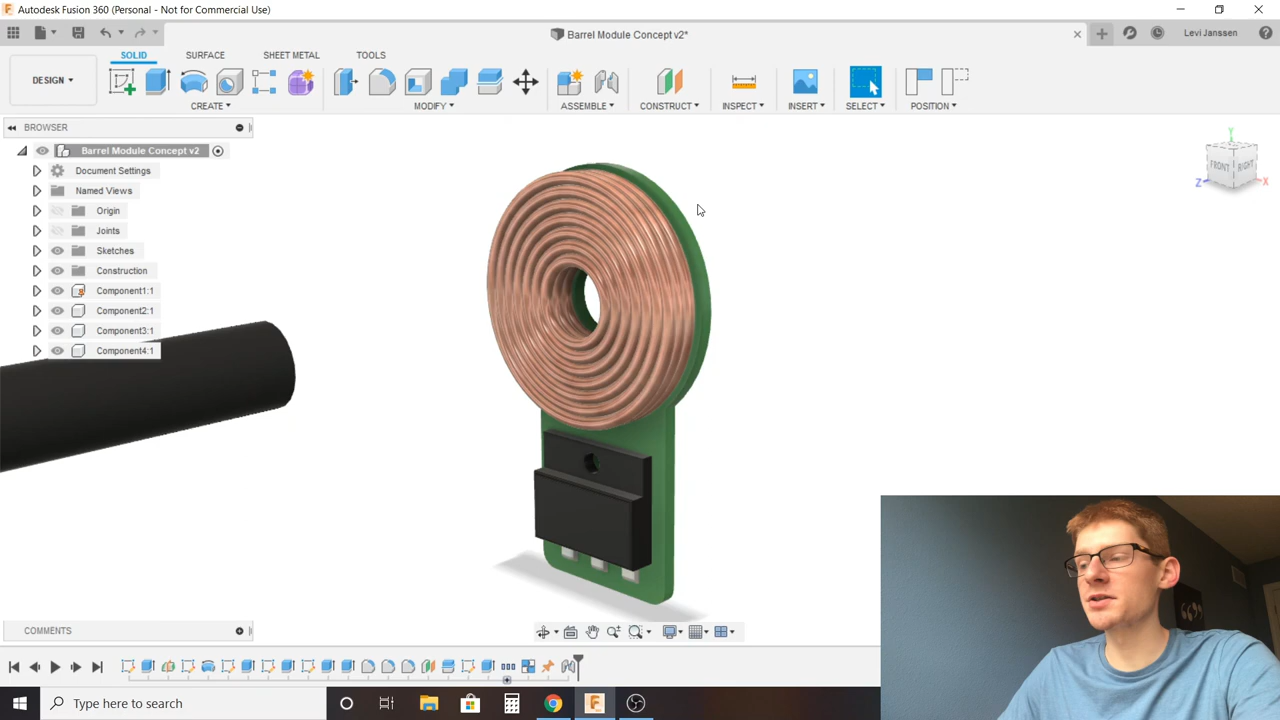 Autodesk Fusion 360 (Personal - Not for Commercial Use)
Barrel Module Concept v2*
Levi Janssen
SOLID SURFACE SHEET METAL TOOLS
DESIGN
CREATE MODIFY ASSEMBLE CONSTRUCT INSPECT INSERT SELECT POSITION
BROWSER
Barrel Module Concept v2
Document Settings
Named Views
Origin
Joints
Sketches
Construction
Component1:1
Component2:1
Component3:1
Component4:1
Y
FRONT RIGHT
Z X
COMMENTS
Type here to search